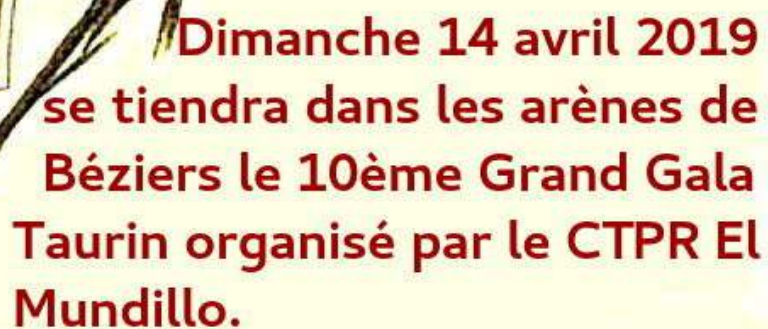 Dimanche 14 avril 2019
se tiendra dans les arènes de
Béziers le 10ème Grand Gala
Taurin organisé par le CTPR El
Mundillo.